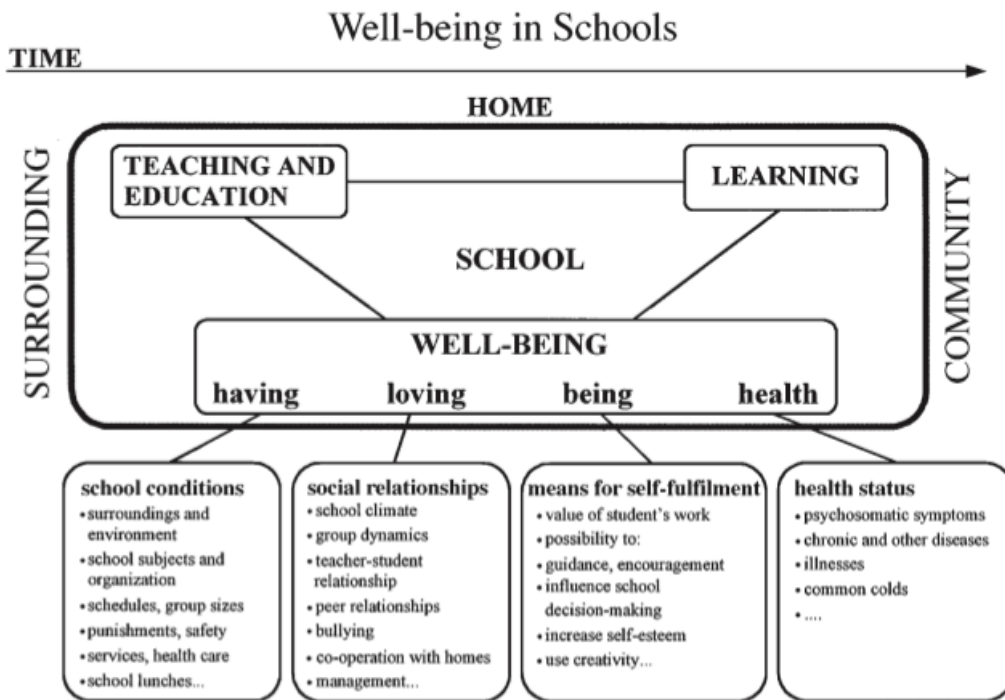 Well-being in Schools
TIME
HOME
SURROUNDING
COMMUNITY
TEACHING AND
EDUCATION
LEARNING
SCHOOL
WELL-BEING
having loving being health
school conditions
• surroundings and
environment
• school subjects and
organization
• schedules, group sizes
• punishments, safety
• services, health care
• school lunches...
social relationships
• school climate
• group dynamics
• teacher-student
relationship
• peer relationships
• bullying
• co-operation with homes
• management...
means for self-fulfilment
• value of student's work
• possibility to:
• guidance, encouragement
• influence school
decision-making
• increase self-esteem
• use creativity...
health status
• psychosomatic symptoms
• chronic and other diseases
• illnesses
• common colds
• ....